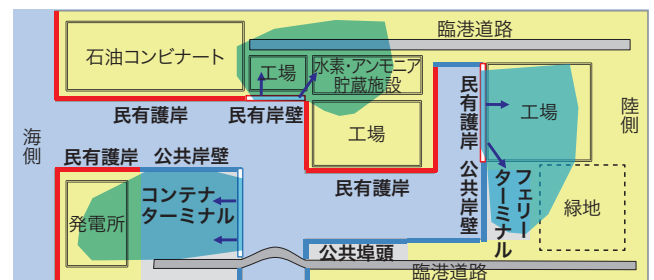 臨港道路
石油コンビナート
工場
水素・アンモニア
貯蔵施設
民有護岸
民有岸壁
工場
民有護岸
工場
陸側
海側
民有護岸
公共岸壁
民有護岸
公共岸壁
発電所
コンテナ
ターミナル
フェリー
ターミナル
緑地
公共埠頭
臨港道路